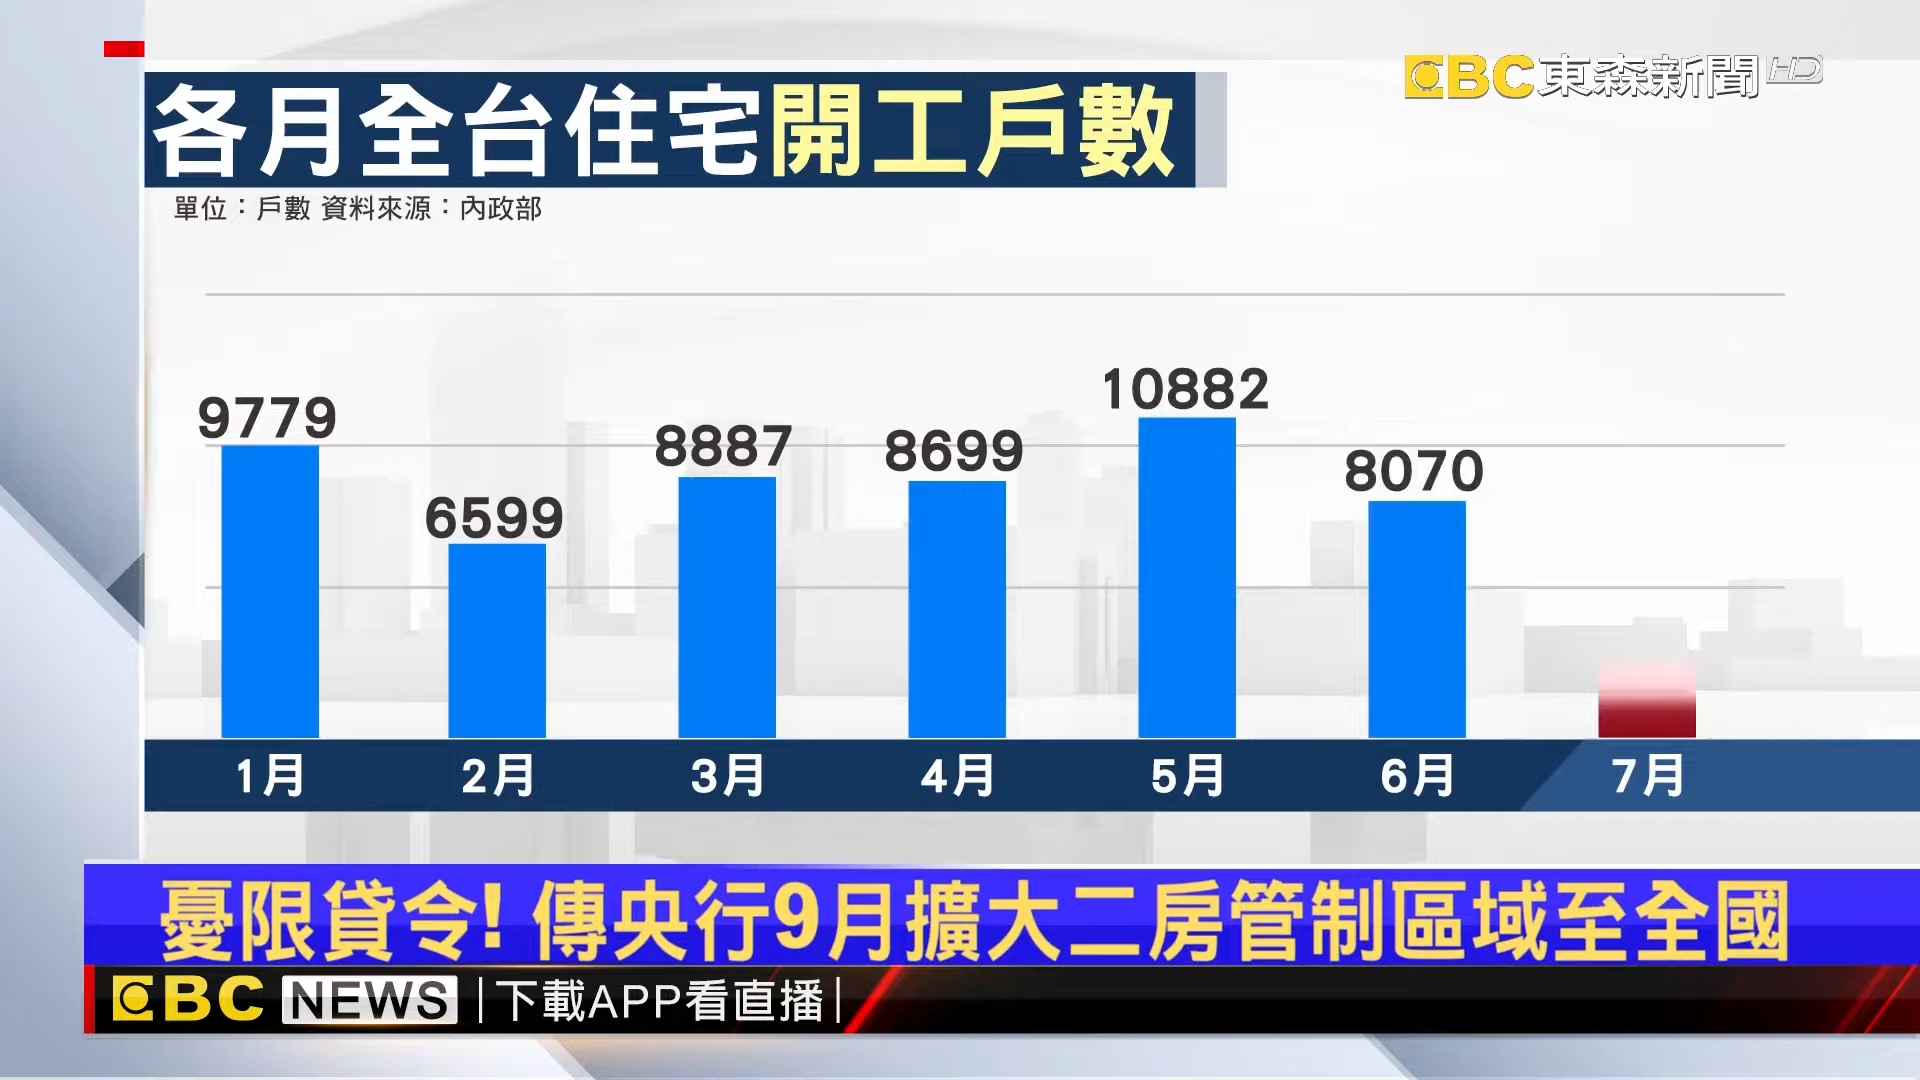 EBC東森新聞HD
各月全台住宅開工戶數
單位：戶數 資料來源：內政部
9779
6599
8887
8699
10882
8070
1月
2月
3月
4月
5月
6月
7月
憂限貸令! 傳央行9月擴大二房管制區域至全國
EBC NEWS |下載APP看直播|